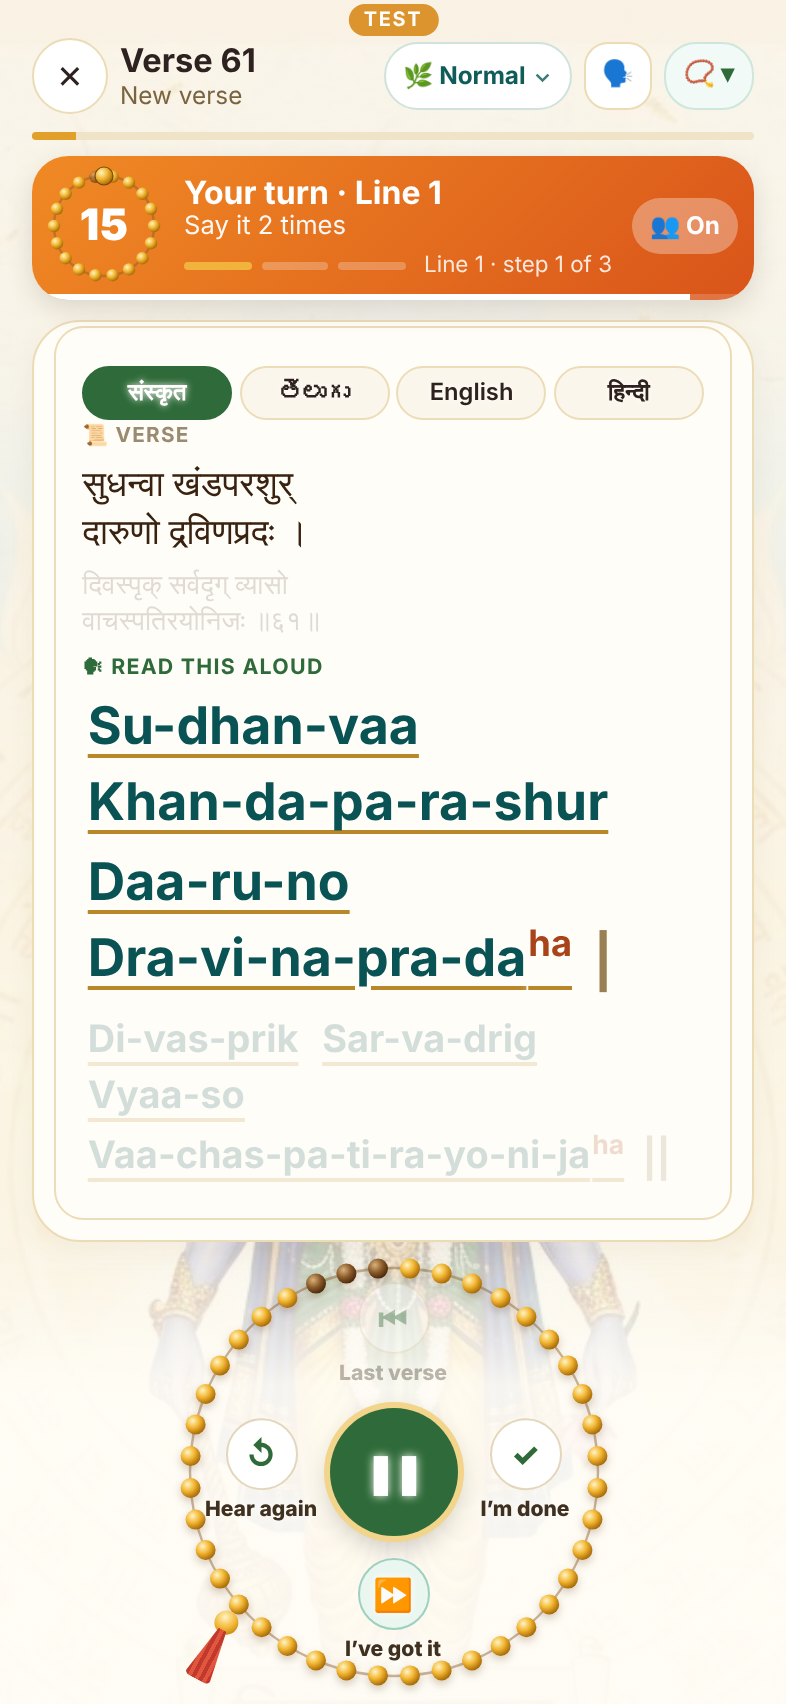 TEST
Verse 61
New verse
🌿 Normal
15
Your turn · Line 1
Say it 2 times
Line 1 · step 1 of 3
👥 On
संस्कृत తెలుగు English हिन्दी
📜 VERSE
सुधन्वा खंडपरशुर्
दारुणो द्रविणप्रदः ।
दिवस्पृक् सर्वदृग् व्यासो
वाचस्पतिरयोनिजः ॥६१॥
🗣 READ THIS ALOUD
Su-dhan-vaa
Khan-da-pa-ra-shur
Daa-ru-no
Dra-vi-na-pra-daha |
Di-vas-prik Sar-va-drig
Vyaa-so
Vaa-chas-pa-ti-ra-yo-ni-jaha ||
Last verse
Hear again
I’m done
I’ve got it